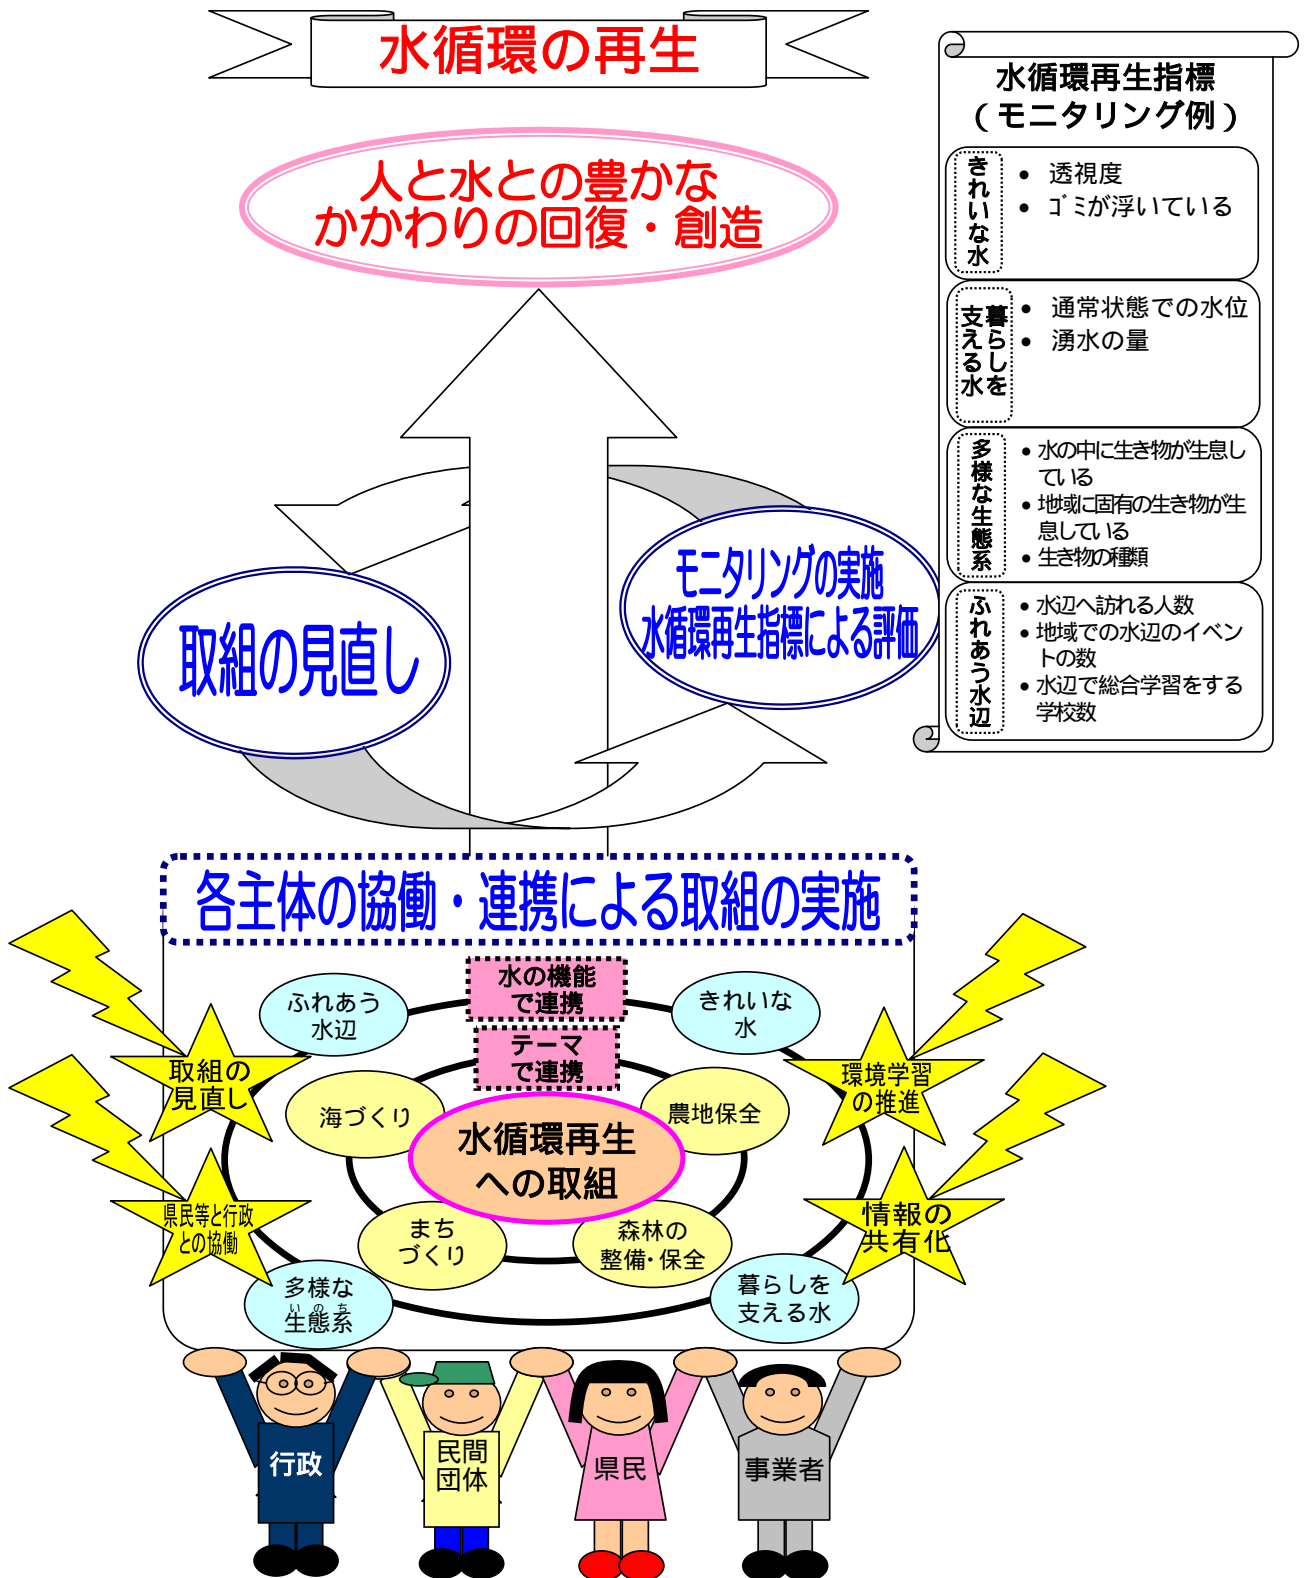 水循環の再生
人と水との豊かな
かかわりの回復・創造
水循環再生指標
（モニタリング例）
きれいな水
• 透視度
• ゴミが浮いている
暮らしを
支える水
• 通常状態での水位
• 湧水の量
多様な生態系
• 水の中に生き物が生息し
ている
• 地域に固有の生き物が生
息している
• 生き物の種類
ふれあう水辺
• 水辺へ訪れる人数
• 地域での水辺のイベン
トの数
• 水辺で総合学習をする
学校数
モニタリングの実施
水循環再生指標による評価
取組の見直し
各主体の協働・連携による取組の実施
水の機能
で連携
ふれあう
水辺
きれいな
水
テーマ
で連携
取組の
見直し
環境学習
の推進
海づくり
農地保全
水循環再生
への取組
県民等と行政
との協働
情報の
共有化
まち
づくり
森林の
整備・保全
多様な
いのち
生態系
暮らしを
支える水
行政
民間
団体
県民
事業者